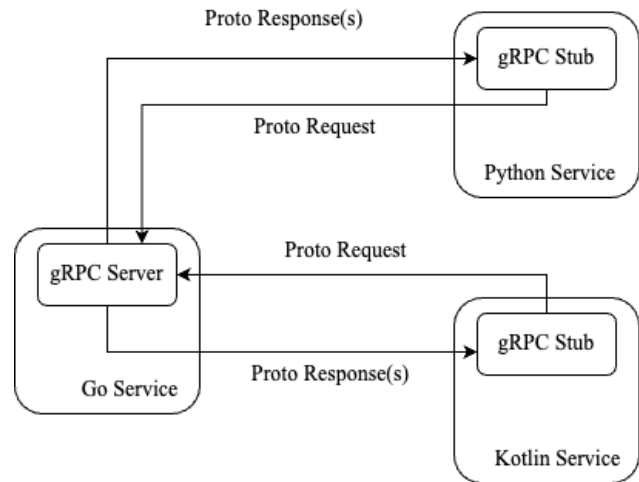 Proto Response(s)
gRPC Stub
Proto Request
Python Service
gRPC Server
Proto Request
gRPC Stub
Proto Response(s)
Go Service
Kotlin Service